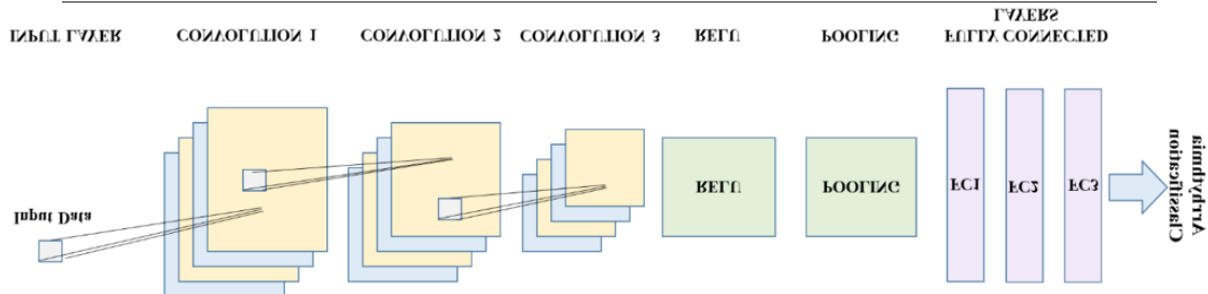 INPUT LAYER
CONVOLUTION 1
CONVOLUTION 2
CONVOLUTION 3
RELU
POOLING
FULLY CONNECTED
LAYERS
Input Data
RELU
POOLING
FC1
FC2
FC3
Arrhythmia
Classification